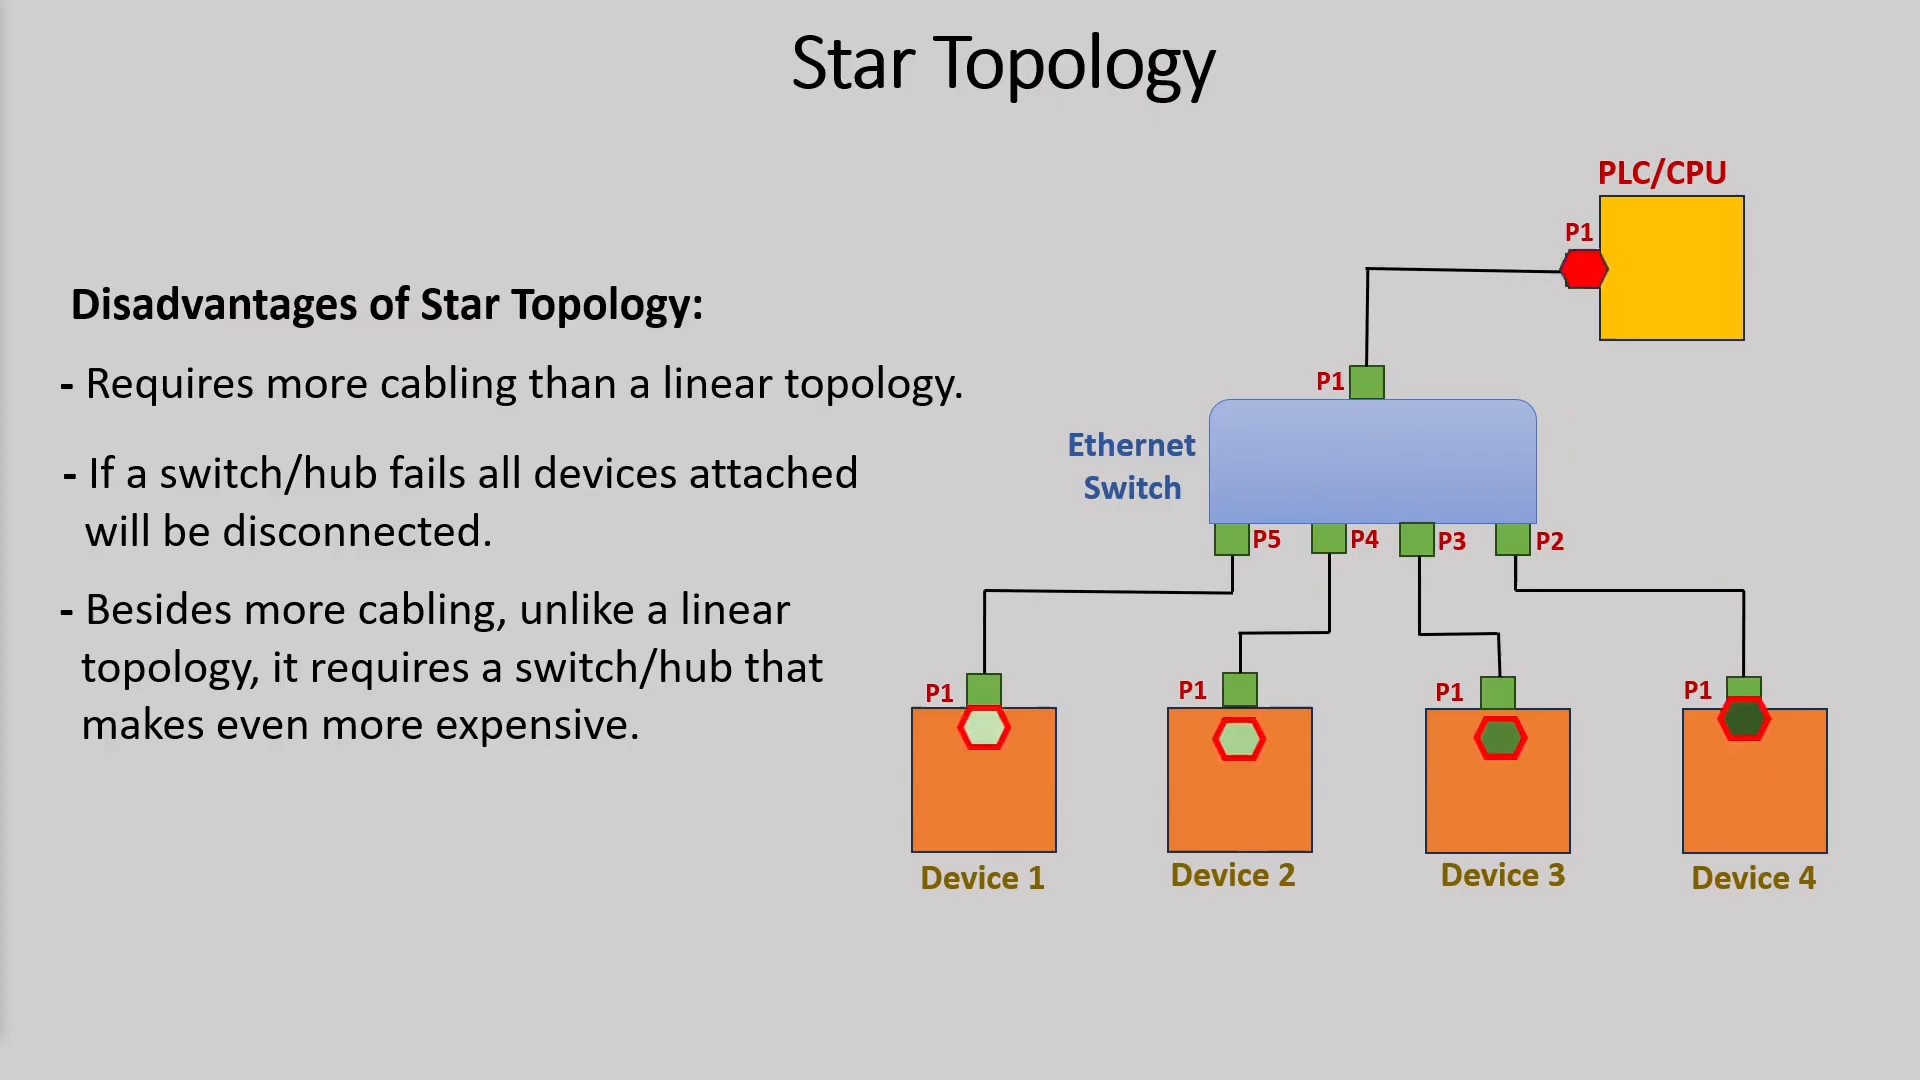 Star Topology
Disadvantages of Star Topology:
- Requires more cabling than a linear topology.
- If a switch/hub fails all devices attached
will be disconnected.
- Besides more cabling, unlike a linear
topology, it requires a switch/hub that
makes even more expensive.
PLC/CPU
P1
P1
Ethernet
Switch
P5
P4
P3
P2
P1
P1
P1
P1
Device 1
Device 2
Device 3
Device 4